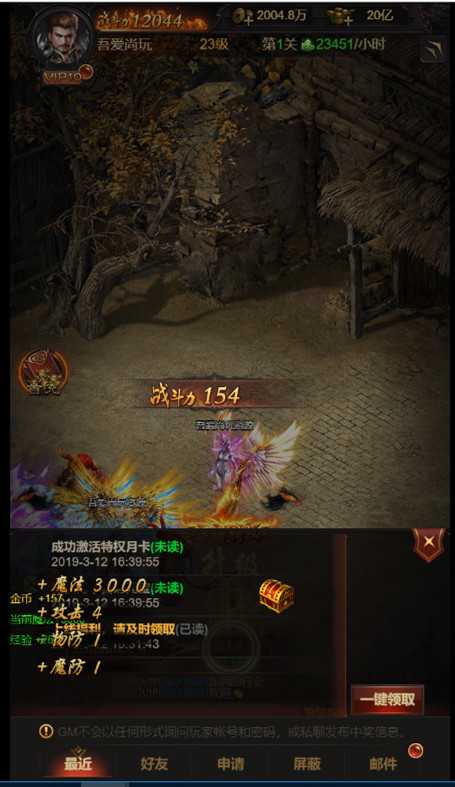 战斗力12044
2004.8万
20亿
吾爱尚玩
23级
第1关
23451/小时
VIP10
战斗力 154
成功激活特权月卡(未读)
2019-3-12 16:39:55
+魔法 3000
(未读)
2019-3-12 16:39:55
金币 +157
+攻击 4
上线福利，请及时领取(已读)
+物防 1
+魔防 1
一键领取
GM不会以任何形式询问玩家帐号和密码，或私聊发布中奖信息。
最近
好友
申请
屏蔽
邮件